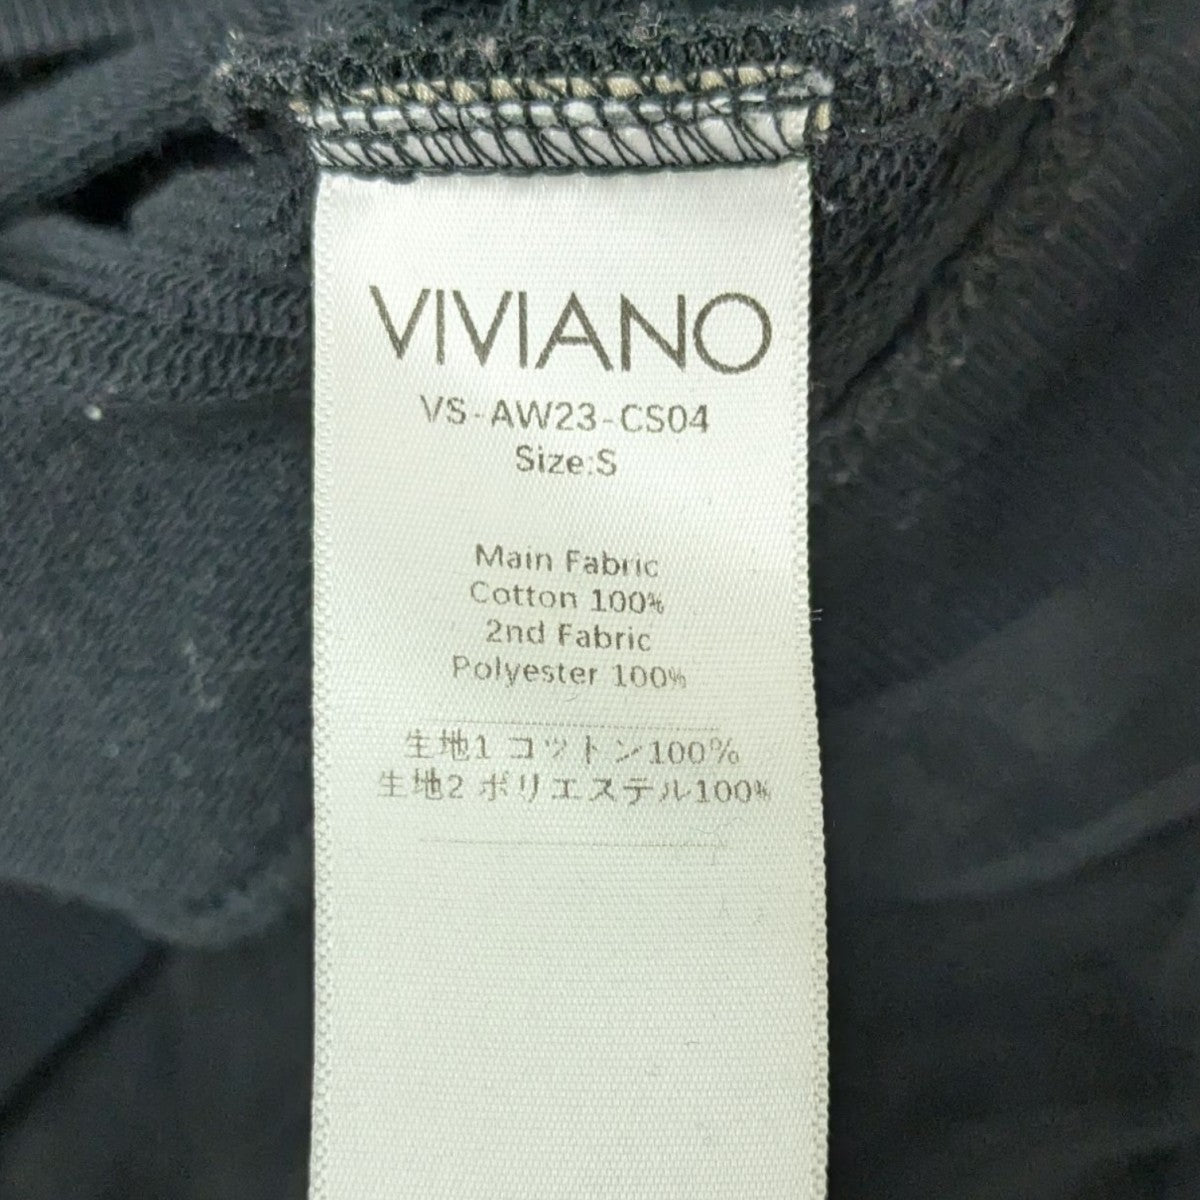 VIVIANO
VS-AW23-CS04
Size:S
Main Fabric
Cotton 100%
2nd Fabric
Polyester 100%
生地1 コットン100%
生地2 ポリエステル100%